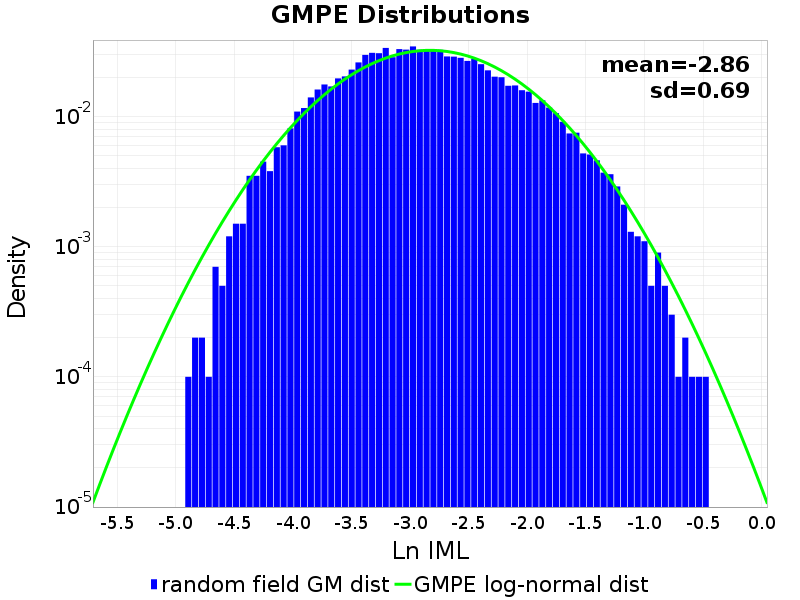 GMPE Distributions
mean=-2.86
sd=0.69
10-2
10-3
10-4
10-5
Density
-5.5 -5.0 -4.5 -4.0 -3.5 -3.0 -2.5 -2.0 -1.5 -1.0 -0.5 0.0
Ln IML
random field GM dist GMPE log-normal dist